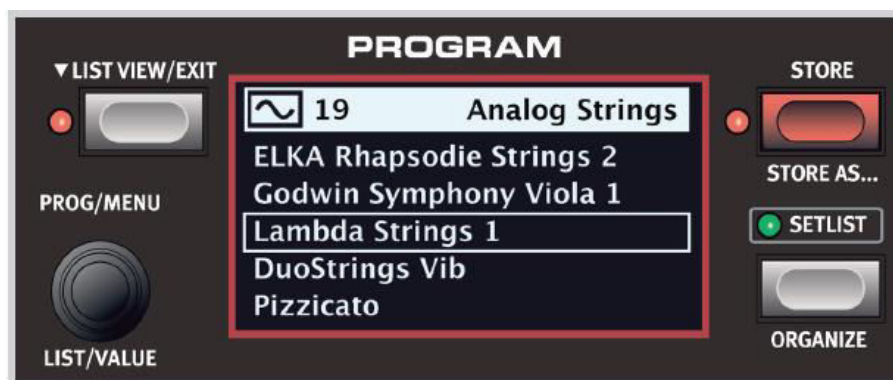 PROGRAM
▼ LIST VIEW/EXIT
STORE
19 Analog Strings
ELKA Rhapsodie Strings 2
Godwin Symphony Viola 1
Lambda Strings 1
DuoStrings Vib
Pizzicato
STORE AS...
PROG/MENU
SETLIST
LIST/VALUE
ORGANIZE